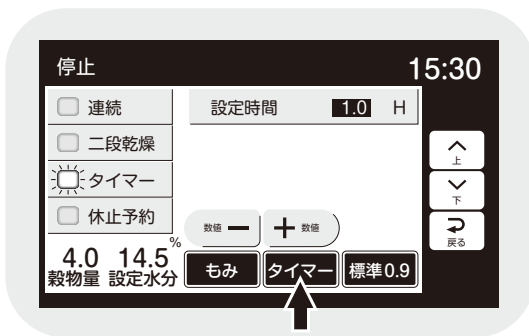 停止 15:30
連続
二段乾燥
タイマー
休止予約
設定時間 1.0 H
上
下
戻る
数値 − + 数値
4.0 14.5%
穀物量 設定水分
もみ タイマー 標準0.9